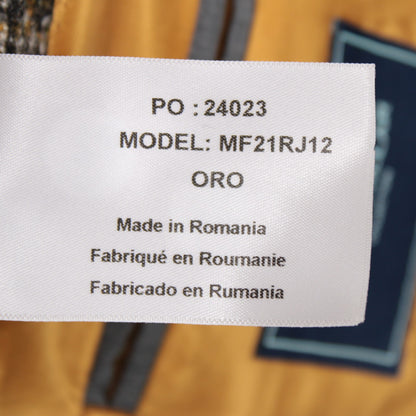 PO : 24023
MODEL: MF21RJ12
ORO
Made in Romania
Fabriqué en Roumanie
Fabricado en Rumania